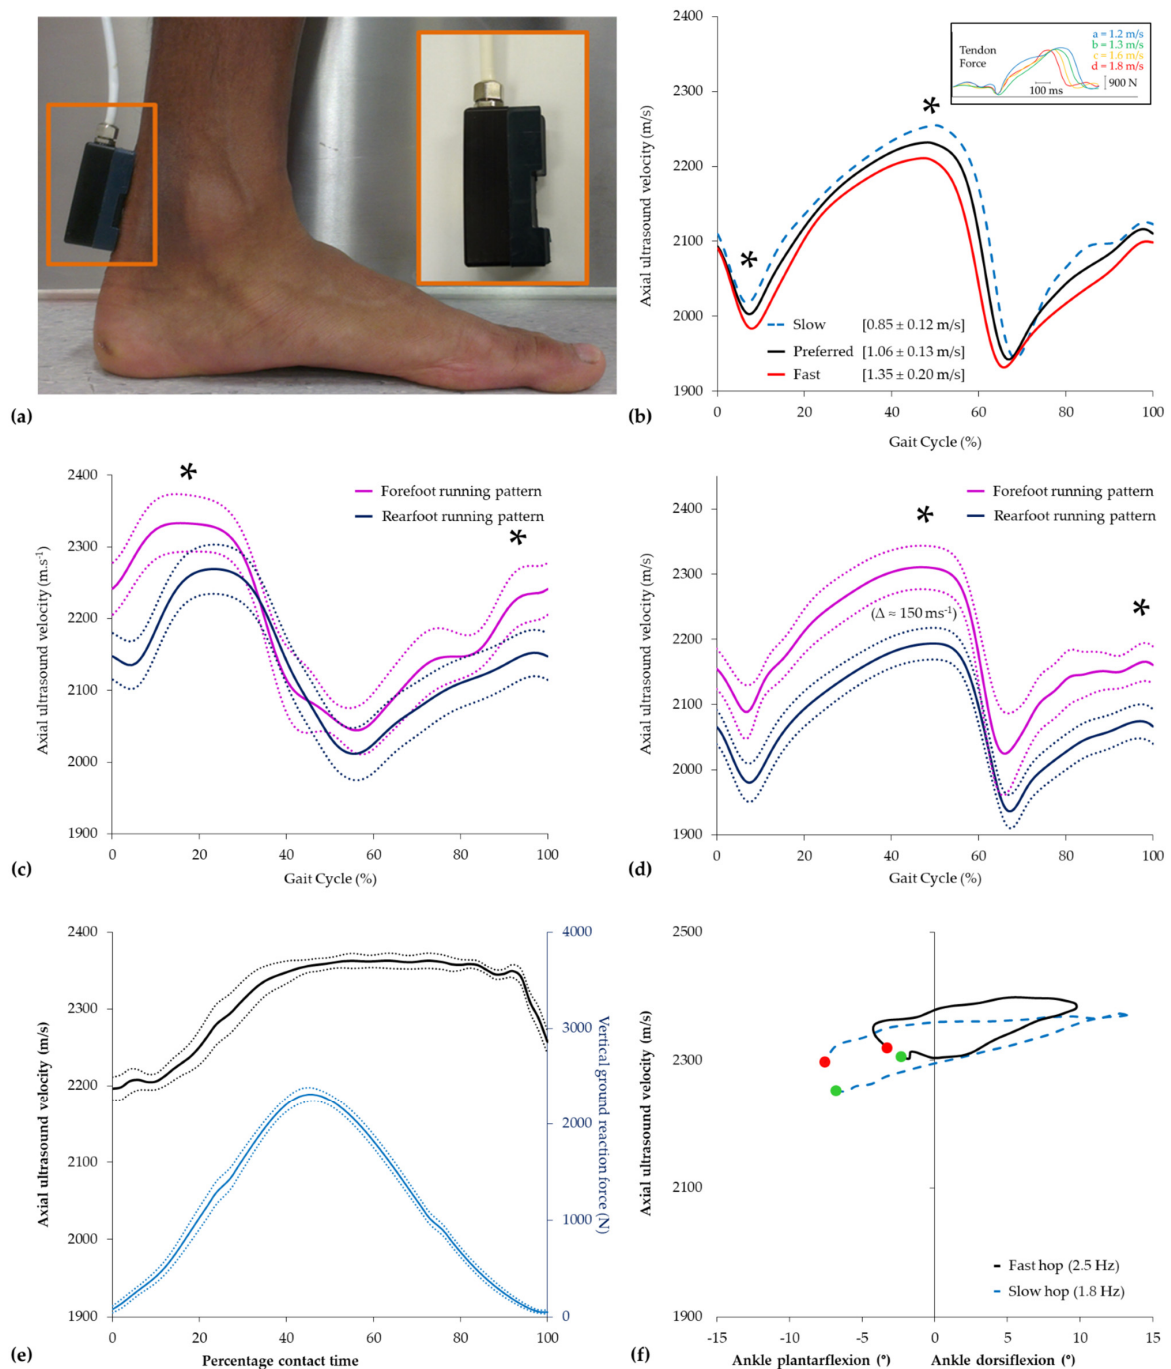 (a)
2400
2300
2200
2100
2000
1900
Axial ultrasound velocity (m/s)
Tendon
Force
a = 1.2 m/s
b = 1.3 m/s
c = 1.6 m/s
d = 1.8 m/s
900 N
100 ms
*
*
Slow [0.85 ± 0.12 m/s]
Preferred [1.06 ± 0.13 m/s]
Fast [1.35 ± 0.20 m/s]
0 20 40 60 80 100
Gait Cycle (%)
(b)
2400
2300
2200
2100
2000
1900
Axial ultrasound velocity (m.s-1)
*
Forefoot running pattern
Rearfoot running pattern
*
0 20 40 60 80 100
Gait Cycle (%)
(c)
2400
2300
2200
2100
2000
1900
Axial ultrasound velocity (m/s)
Forefoot running pattern
Rearfoot running pattern
*
(Δ ≈ 150 ms-1)
*
0 20 40 60 80 100
Gait Cycle (%)
(d)
2400
2300
2200
2100
2000
1900
Axial ultrasound velocity (m/s)
4000
3000
2000
1000
0
Vertical ground reaction force (N)
0 20 40 60 80 100
Percentage contact time
(e)
2500
2300
2100
1900
Axial ultrasound velocity (m/s)
Fast hop (2.5 Hz)
Slow hop (1.8 Hz)
-15 -10 -5 0 5 10 15
Ankle plantarflexion (°) Ankle dorsiflexion (°)
(f)